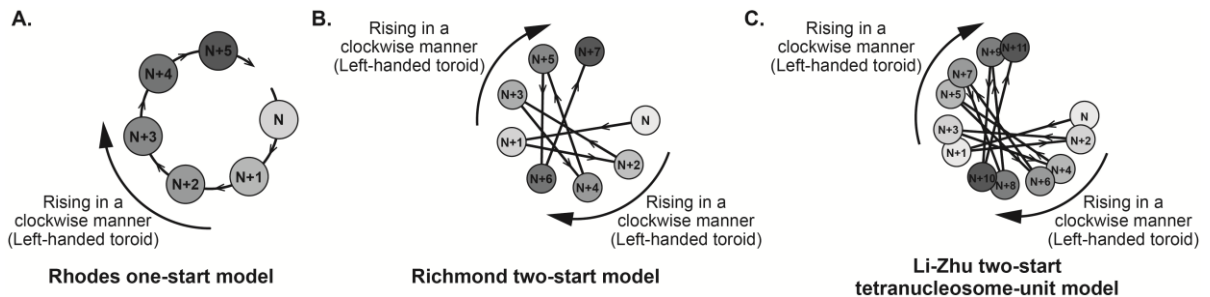 A.
N+5
N+4
N
N+3
N+2
N+1
Rising in a
clockwise manner
(Left-handed toroid)
Rhodes one-start model
B.
Rising in a
clockwise manner
(Left-handed toroid)
N+7
N+5
N+3
N
N+1
N+2
N+6
N+4
Rising in a
clockwise manner
(Left-handed toroid)
Richmond two-start model
C.
Rising in a
clockwise manner
(Left-handed toroid)
N+9
N+11
N+7
N+5
N
N+3
N+2
N+1
N+4
N+10
N+8
N+6
Rising in a
clockwise manner
(Left-handed toroid)
Li-Zhu two-start
tetranucleosome-unit model